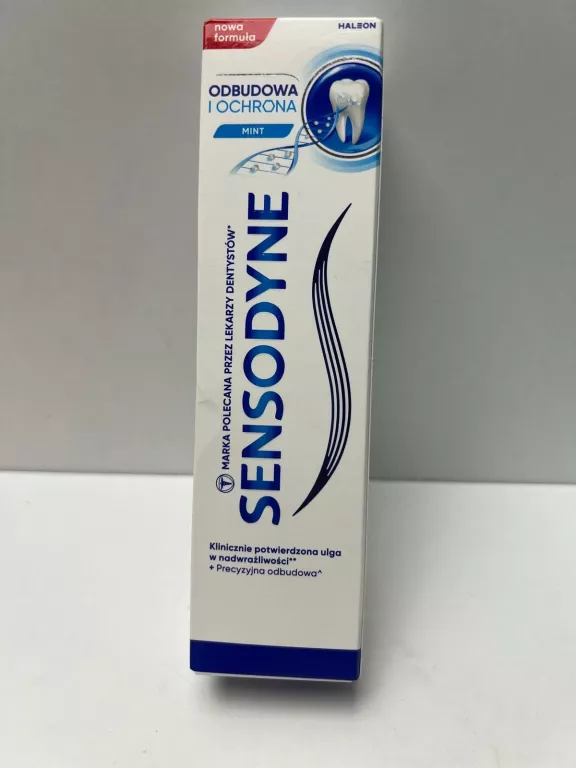 nowa
formuła
HALEON
ODBUDOWA
I OCHRONA
MINT
SENSODYNE
MARKA POLECANA PRZEZ LEKARZY DENTYSTÓW*
Klinicznie potwierdzona ulga
w nadwrażliwości**
+ Precyzyjna odbudowa^